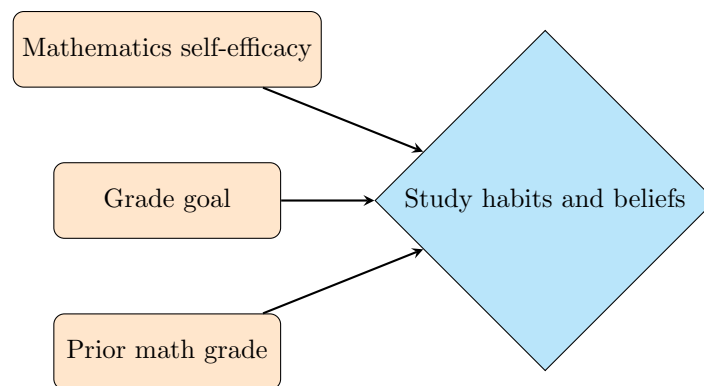 Mathematics self-efficacy
Grade goal
Study habits and beliefs
Prior math grade